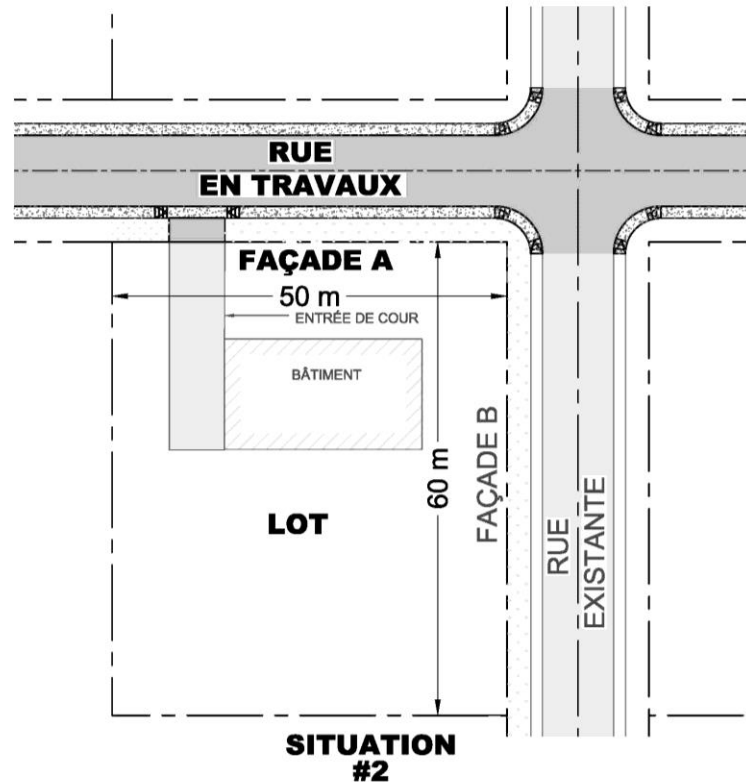 RUE
EN TRAVAUX
FAÇADE A
50 m
ENTRÉE DE COUR
BÂTIMENT
60 m
FAÇADE B
RUE
EXISTANTE
LOT
SITUATION
#2